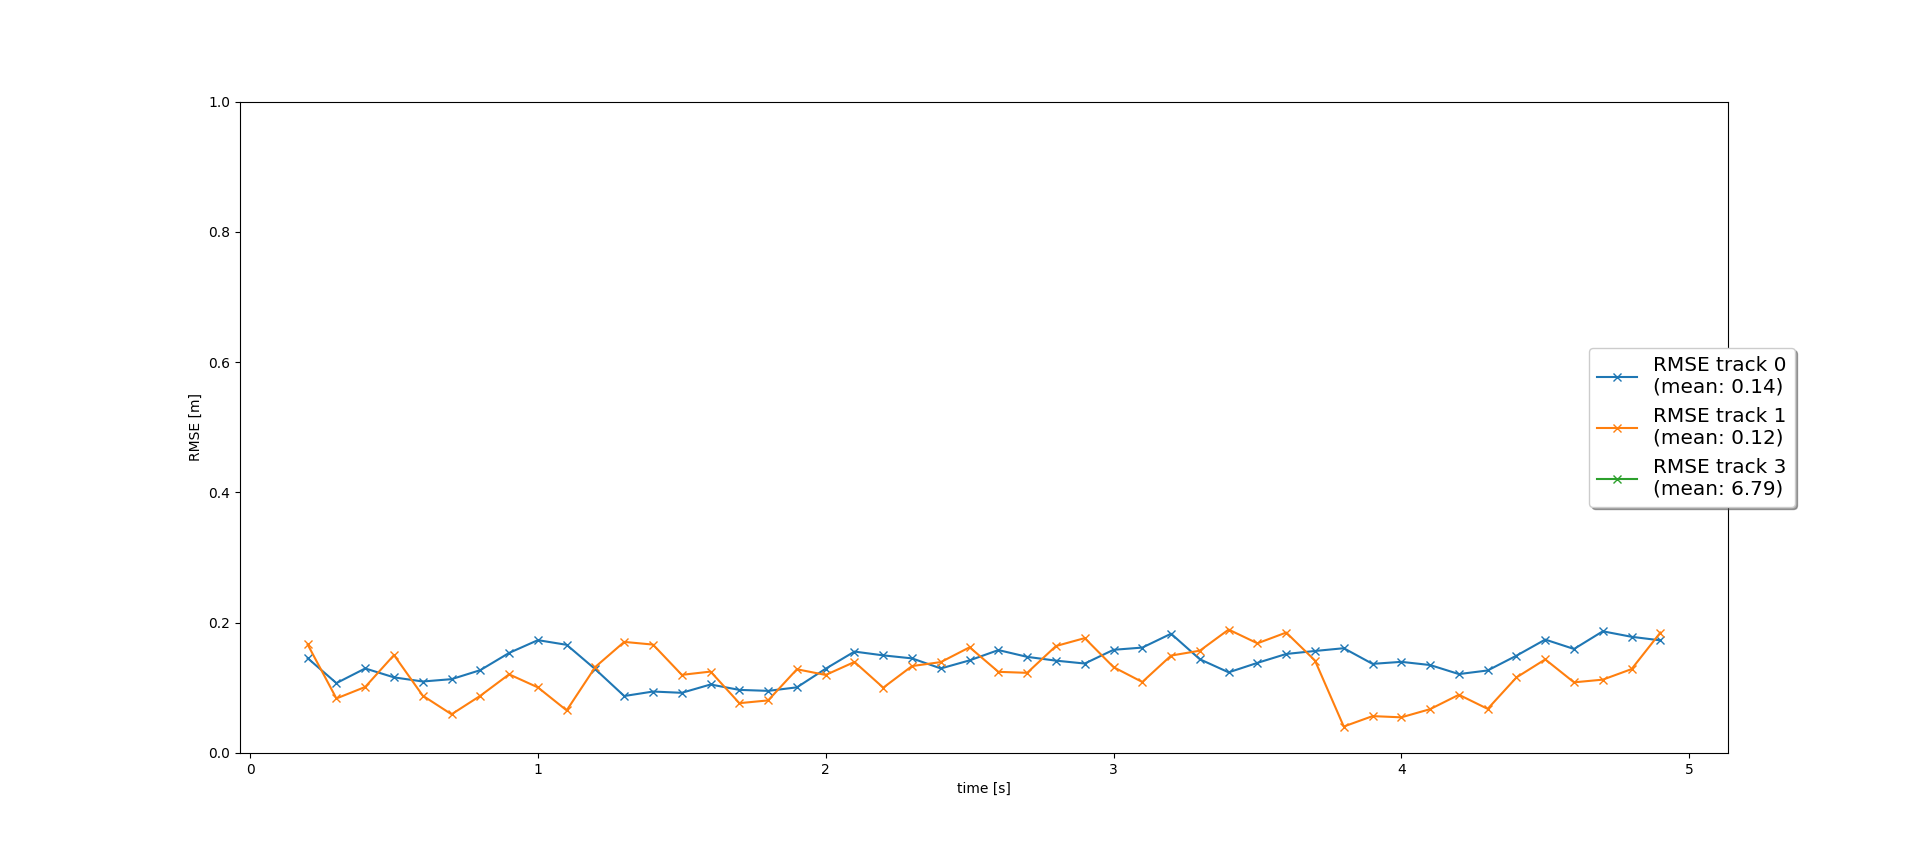 1.0
0.8
0.6
0.4
0.2
0.0
RMSE [m]
0 1 2 3 4 5
time [s]
RMSE track 0
(mean: 0.14)
RMSE track 1
(mean: 0.12)
RMSE track 3
(mean: 6.79)